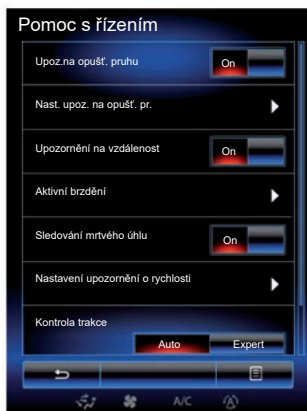 Pomoc s řízením
Upoz.na opušť. pruhu
On
Nast. upoz. na opušť. pr.
Upozornění na vzdálenost
On
Aktivní brzdění
Sledování mrtvého úhlu
On
Nastavení upozornění o rychlosti
Kontrola trakce
Auto Expert
A/C